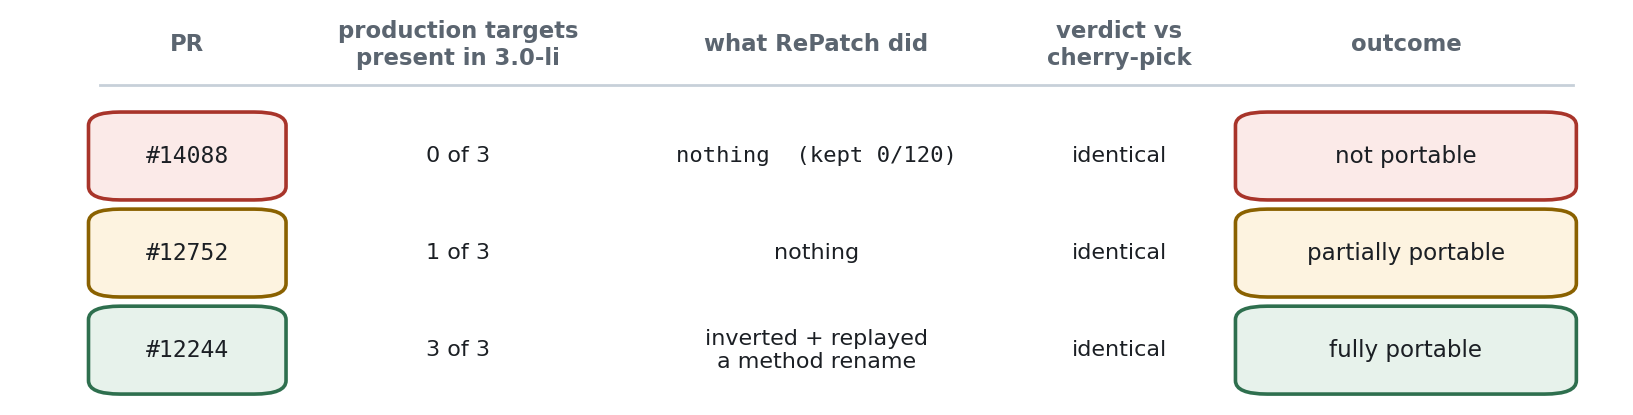 PR
production targets
present in 3.0-li
what RePatch did
verdict vs
cherry-pick
outcome
#14088
0 of 3
nothing  (kept 0/120)
identical
not portable
#12752
1 of 3
nothing
identical
partially portable
#12244
3 of 3
inverted + replayed
a method rename
identical
fully portable